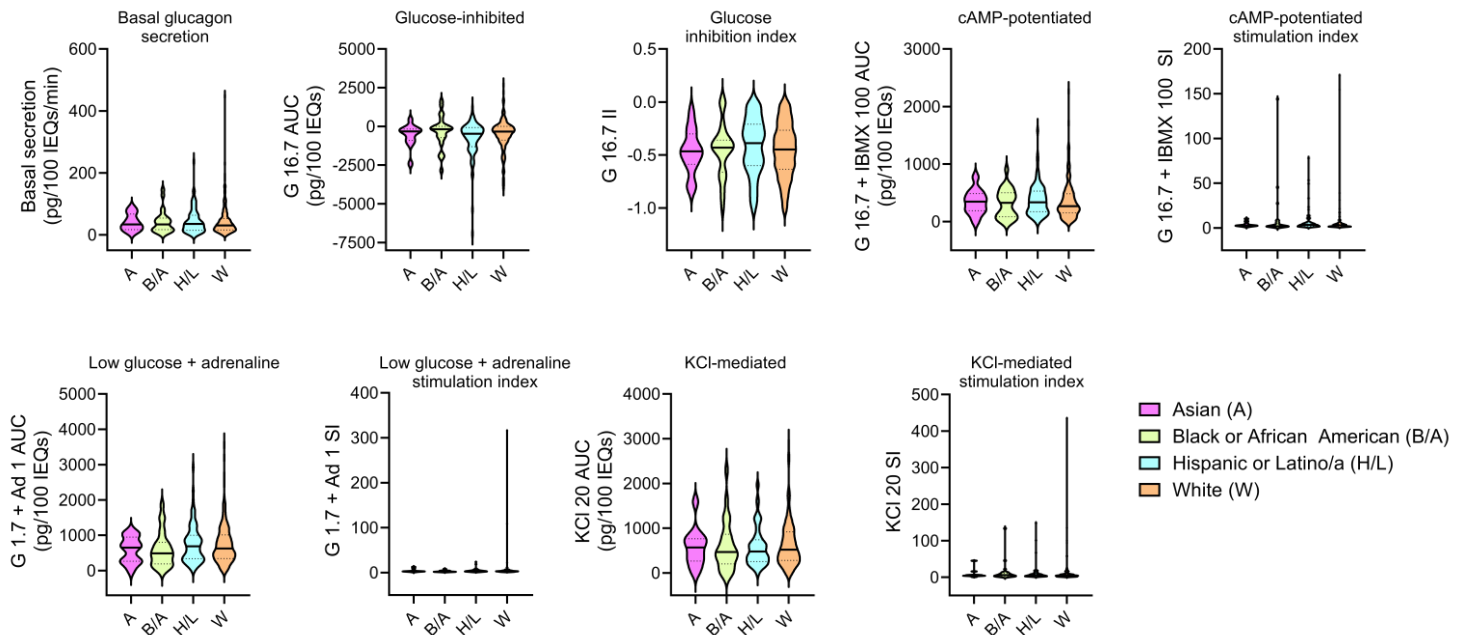 Basal glucagon
secretion
Basal secretion
(pg/100 IEQs/min)
600
400
200
0
A
B/A
H/L
W
Glucose-inhibited
G 16.7 AUC
(pg/100 IEQs)
5000
2500
0
-2500
-5000
-7500
A
B/A
H/L
W
Glucose
inhibition index
G 16.7 II
0.5
0.0
-0.5
-1.0
A
B/A
H/L
W
cAMP-potentiated
G 16.7 + IBMX 100 AUC
(pg/100 IEQs)
3000
2000
1000
0
A
B/A
H/L
W
cAMP-potentiated
stimulation index
G 16.7 + IBMX 100 SI
200
150
100
50
0
A
B/A
H/L
W
Low glucose + adrenaline
G 1.7 + Ad 1 AUC
(pg/100 IEQs)
5000
4000
3000
2000
1000
0
A
B/A
H/L
W
Low glucose + adrenaline
stimulation index
G 1.7 + Ad 1 SI
400
300
200
100
0
A
B/A
H/L
W
KCl-mediated
KCl 20 AUC
(pg/100 IEQs)
4000
3000
2000
1000
0
A
B/A
H/L
W
KCl-mediated
stimulation index
KCl 20 SI
500
400
300
200
100
0
A
B/A
H/L
W
Asian (A)
Black or African American (B/A)
Hispanic or Latino/a (H/L)
White (W)